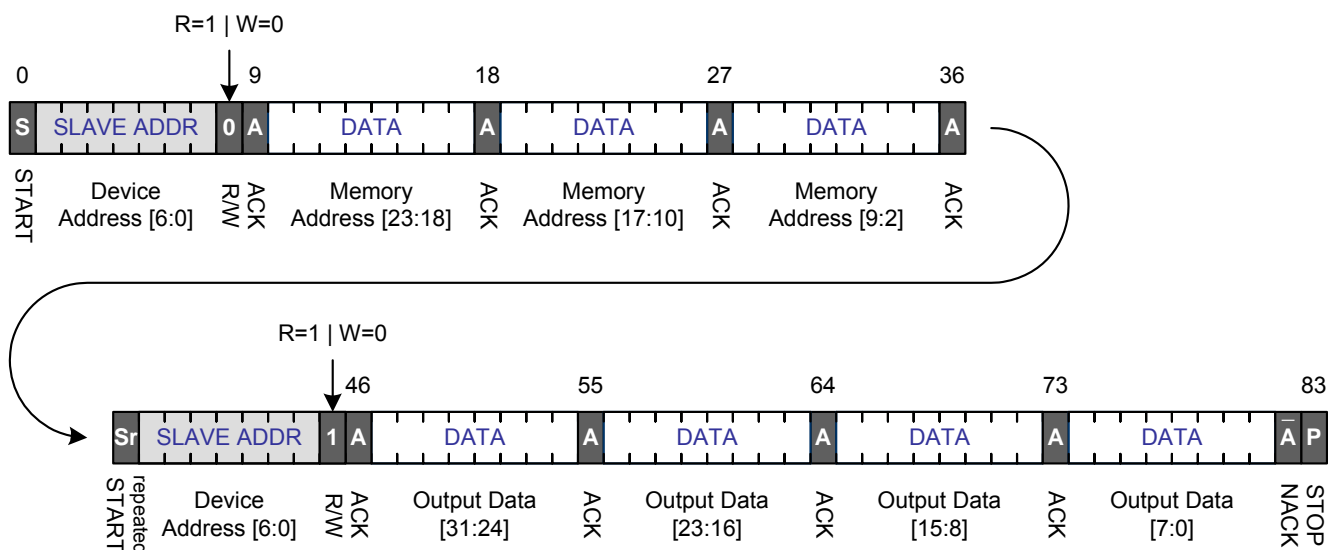 R=1 | W=0
0 9 18 27 36
S SLAVE ADDR 0 A DATA A DATA A DATA A
START Device Address [6:0] R/W ACK Memory Address [23:18] ACK Memory Address [17:10] ACK Memory Address [9:2] ACK
R=1 | W=0
46 55 64 73 83
Sr SLAVE ADDR 1 A DATA A DATA A DATA A DATA A̅ P
repeated START Device Address [6:0] R/W ACK Output Data [31:24] ACK Output Data [23:16] ACK Output Data [15:8] ACK Output Data [7:0] NACK STOP